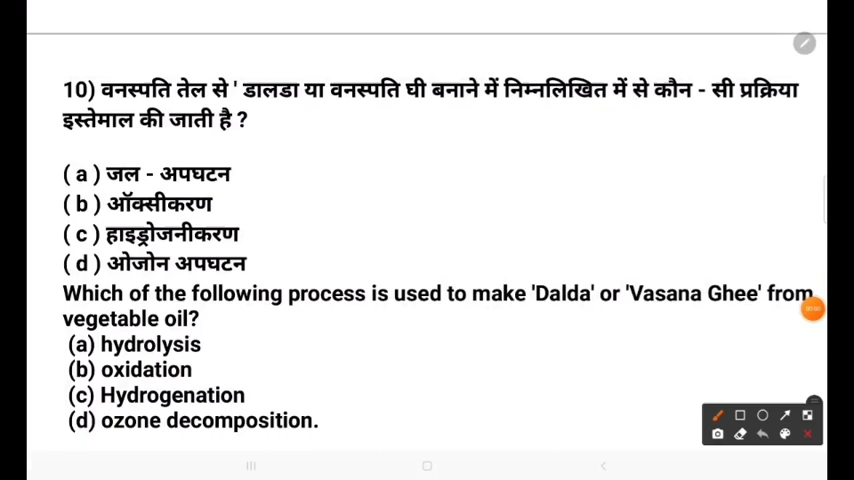 10) वनस्पति तेल से ' डालडा या वनस्पति घी बनाने में निम्नलिखित में से कौन - सी प्रक्रिया
इस्तेमाल की जाती है ?
( a ) जल - अपघटन
( b ) ऑक्सीकरण
( c ) हाइड्रोजनीकरण
( d ) ओजोन अपघटन
Which of the following process is used to make 'Dalda' or 'Vasana Ghee' from
vegetable oil?
(a) hydrolysis
(b) oxidation
(c) Hydrogenation
(d) ozone decomposition.